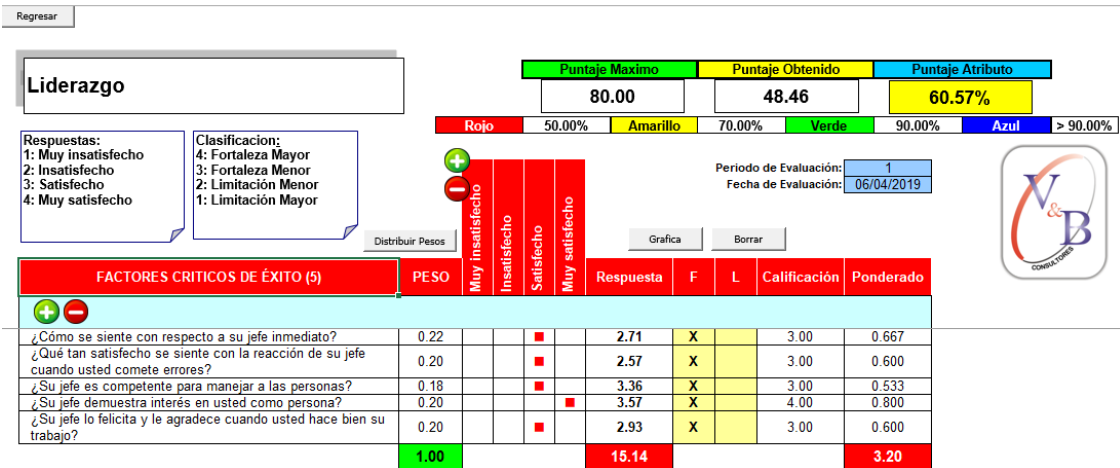 Regresar
Liderazgo
Puntaje Maximo Puntaje Obtenido Puntaje Atributo
80.00 48.46 60.57%
Rojo 50.00% Amarillo 70.00% Verde 90.00% Azul > 90.00%
Respuestas:
1: Muy insatisfecho
2: Insatisfecho
3: Satisfecho
4: Muy satisfecho
Clasificacion:
4: Fortaleza Mayor
3: Fortaleza Menor
2: Limitación Menor
1: Limitación Mayor
Periodo de Evaluación: 1
Fecha de Evaluación: 06/04/2019
Distribuir Pesos
Grafica
Borrar
V&B
CONSULTORES
FACTORES CRITICOS DE ÉXITO (5) PESO Muy insatisfecho Insatisfecho Satisfecho Muy satisfecho Respuesta F L Calificación Ponderado
¿Cómo se siente con respecto a su jefe inmediato? 0.22 2.71 X 3.00 0.667
¿Qué tan satisfecho se siente con la reacción de su jefe
cuando usted comete errores? 0.20 2.57 X 3.00 0.600
¿Su jefe es competente para manejar a las personas? 0.18 3.36 X 3.00 0.533
¿Su jefe demuestra interés en usted como persona? 0.20 3.57 X 4.00 0.800
¿Su jefe lo felicita y le agradece cuando usted hace bien su
trabajo? 0.20 2.93 X 3.00 0.600
1.00 15.14 3.20